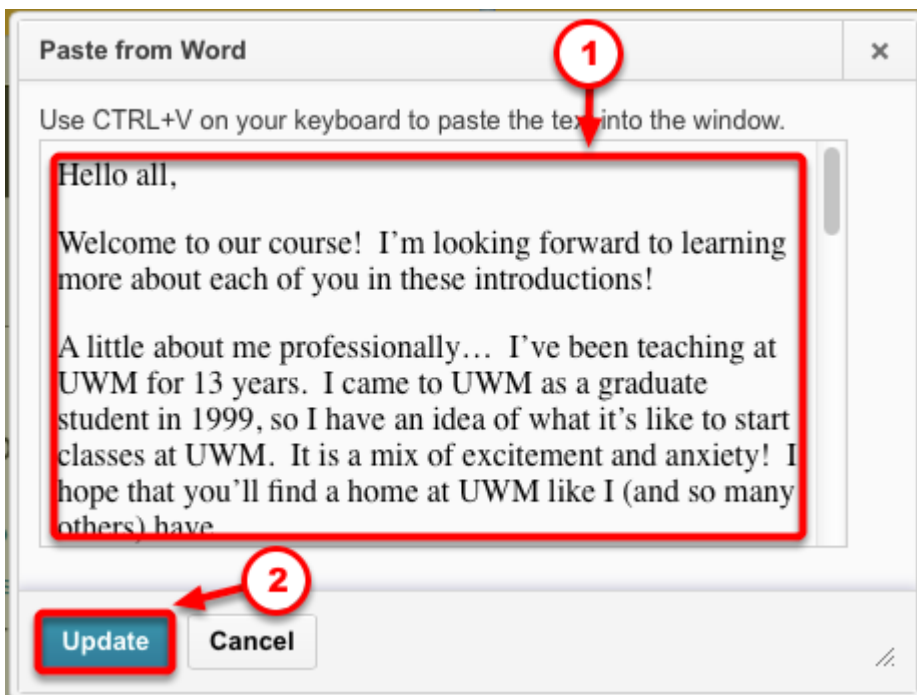 Paste from Word
×
1
Use CTRL+V on your keyboard to paste the text into the window.
Hello all,
Welcome to our course!  I’m looking forward to learning
more about each of you in these introductions!
A little about me professionally…  I’ve been teaching at
UWM for 13 years.  I came to UWM as a graduate
student in 1999, so I have an idea of what it’s like to start
classes at UWM.  It is a mix of excitement and anxiety!  I
hope that you’ll find a home at UWM like I (and so many
others) have
2
Update
Cancel